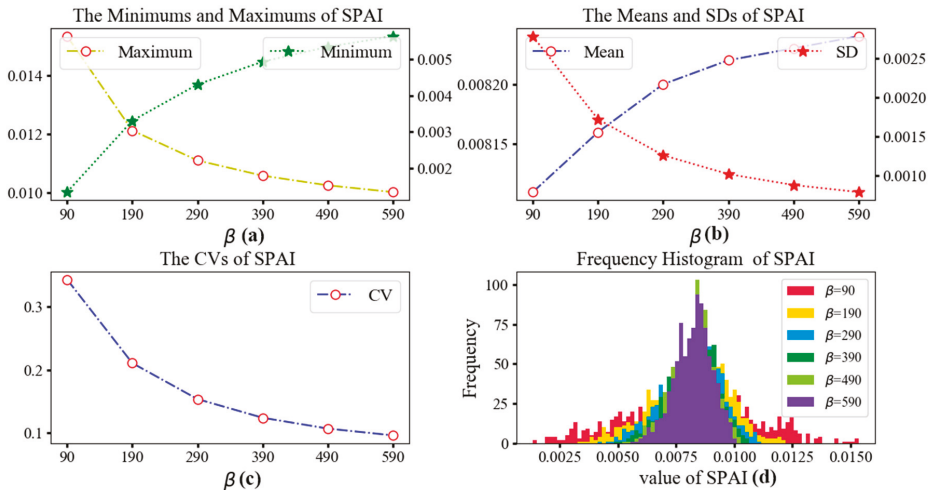 The Minimums and Maximums of SPAI
Maximum
Minimum
0.014
0.012
0.010
0.005
0.004
0.003
0.002
90 190 290 390 490 590
β (a)
The Means and SDs of SPAI
Mean
SD
0.00820
0.00815
0.0025
0.0020
0.0015
0.0010
90 190 290 390 490 590
β (b)
The CVs of SPAI
CV
0.3
0.2
0.1
90 190 290 390 490 590
β (c)
Frequency Histogram of SPAI
Frequency
100
75
50
25
0
β=90
β=190
β=290
β=390
β=490
β=590
0.0025 0.0050 0.0075 0.0100 0.0125 0.0150
value of SPAI (d)